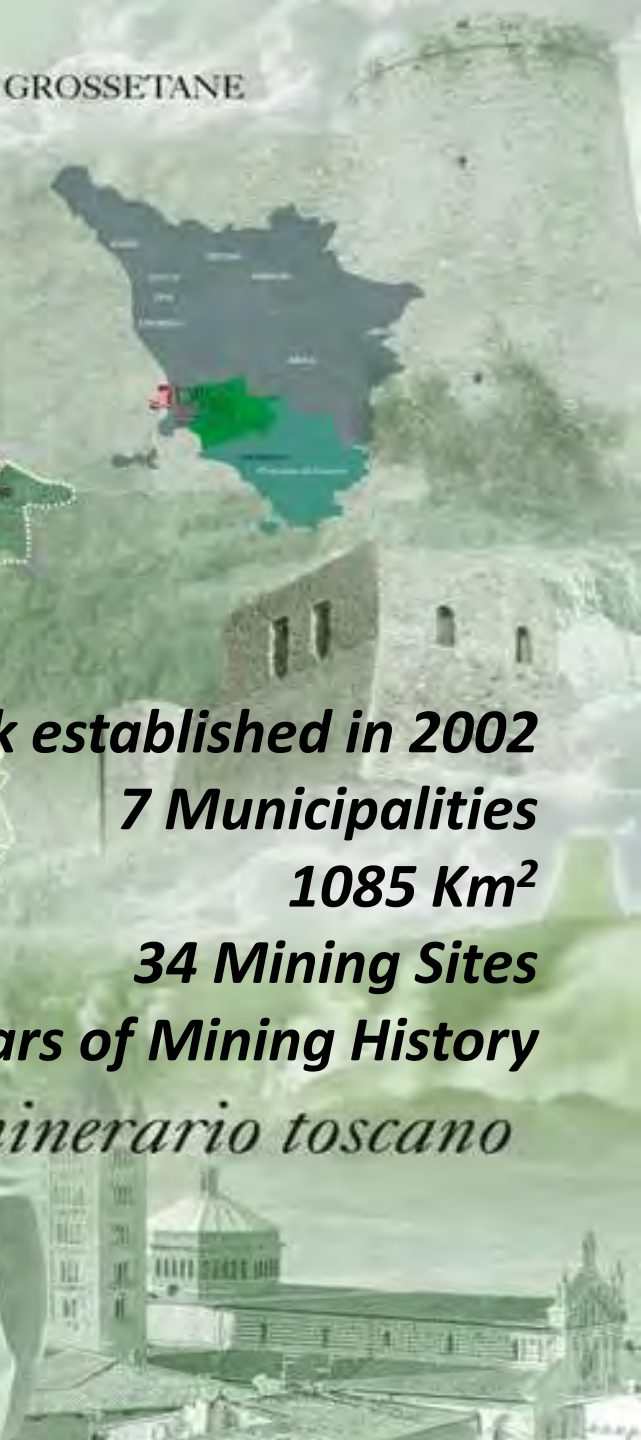 GROSSETANE
k established in 2002
7 Municipalities
1085 Km²
34 Mining Sites
ars of Mining History
inerario toscano